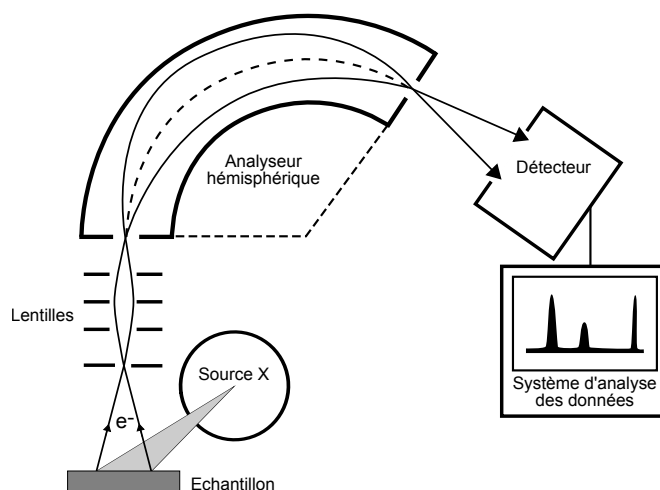 Analyseur
hémisphérique
Détecteur
Lentilles
Source X
Système d'analyse
des données
e-
Echantillon